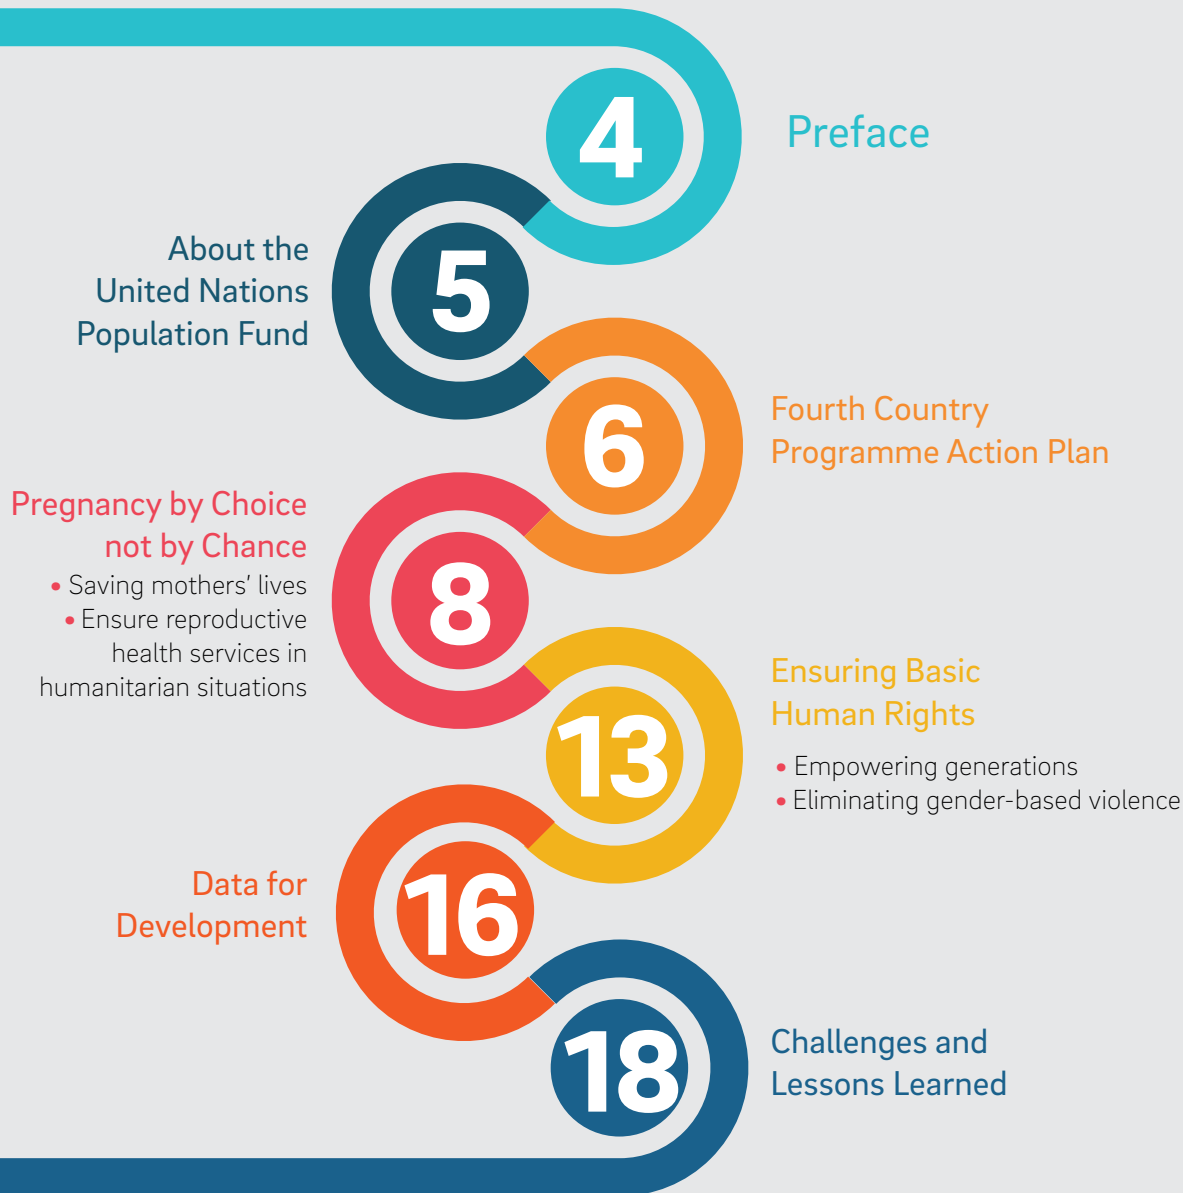 4
Preface
About the
United Nations
Population Fund
5
6
Fourth Country
Programme Action Plan
Pregnancy by Choice
not by Chance
• Saving mothers’ lives
• Ensure reproductive
health services in
humanitarian situations
8
13
Ensuring Basic
Human Rights
• Empowering generations
• Eliminating gender-based violence
Data for
Development
16
18
Challenges and
Lessons Learned